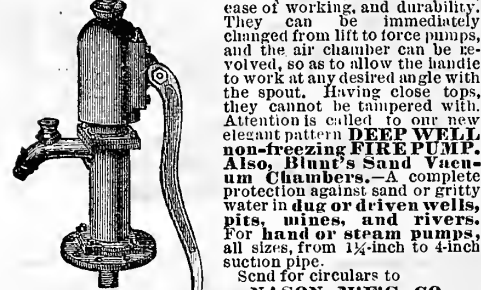 ease of working, and durability.
They can be immediately
changed from lift to force pumps,
and the air chamber can be re-
volved, so as to allow the handle
to work at any desired angle with
the spout. Having close tops,
they cannot be tampered with.
Attention is called to our new
elegant pattern DEEP WELL
non-freezing FIRE PUMP.
Also, Blunt's Sand Vacu-
um Chambers.—A complete
protection against sand or gritty
water in dug or driven wells,
pits, mines, and rivers.
For hand or steam pumps,
all sizes, from 1¼-inch to 4-inch
suction pipe.
Send for circulars to
NASON M'F'G CO.